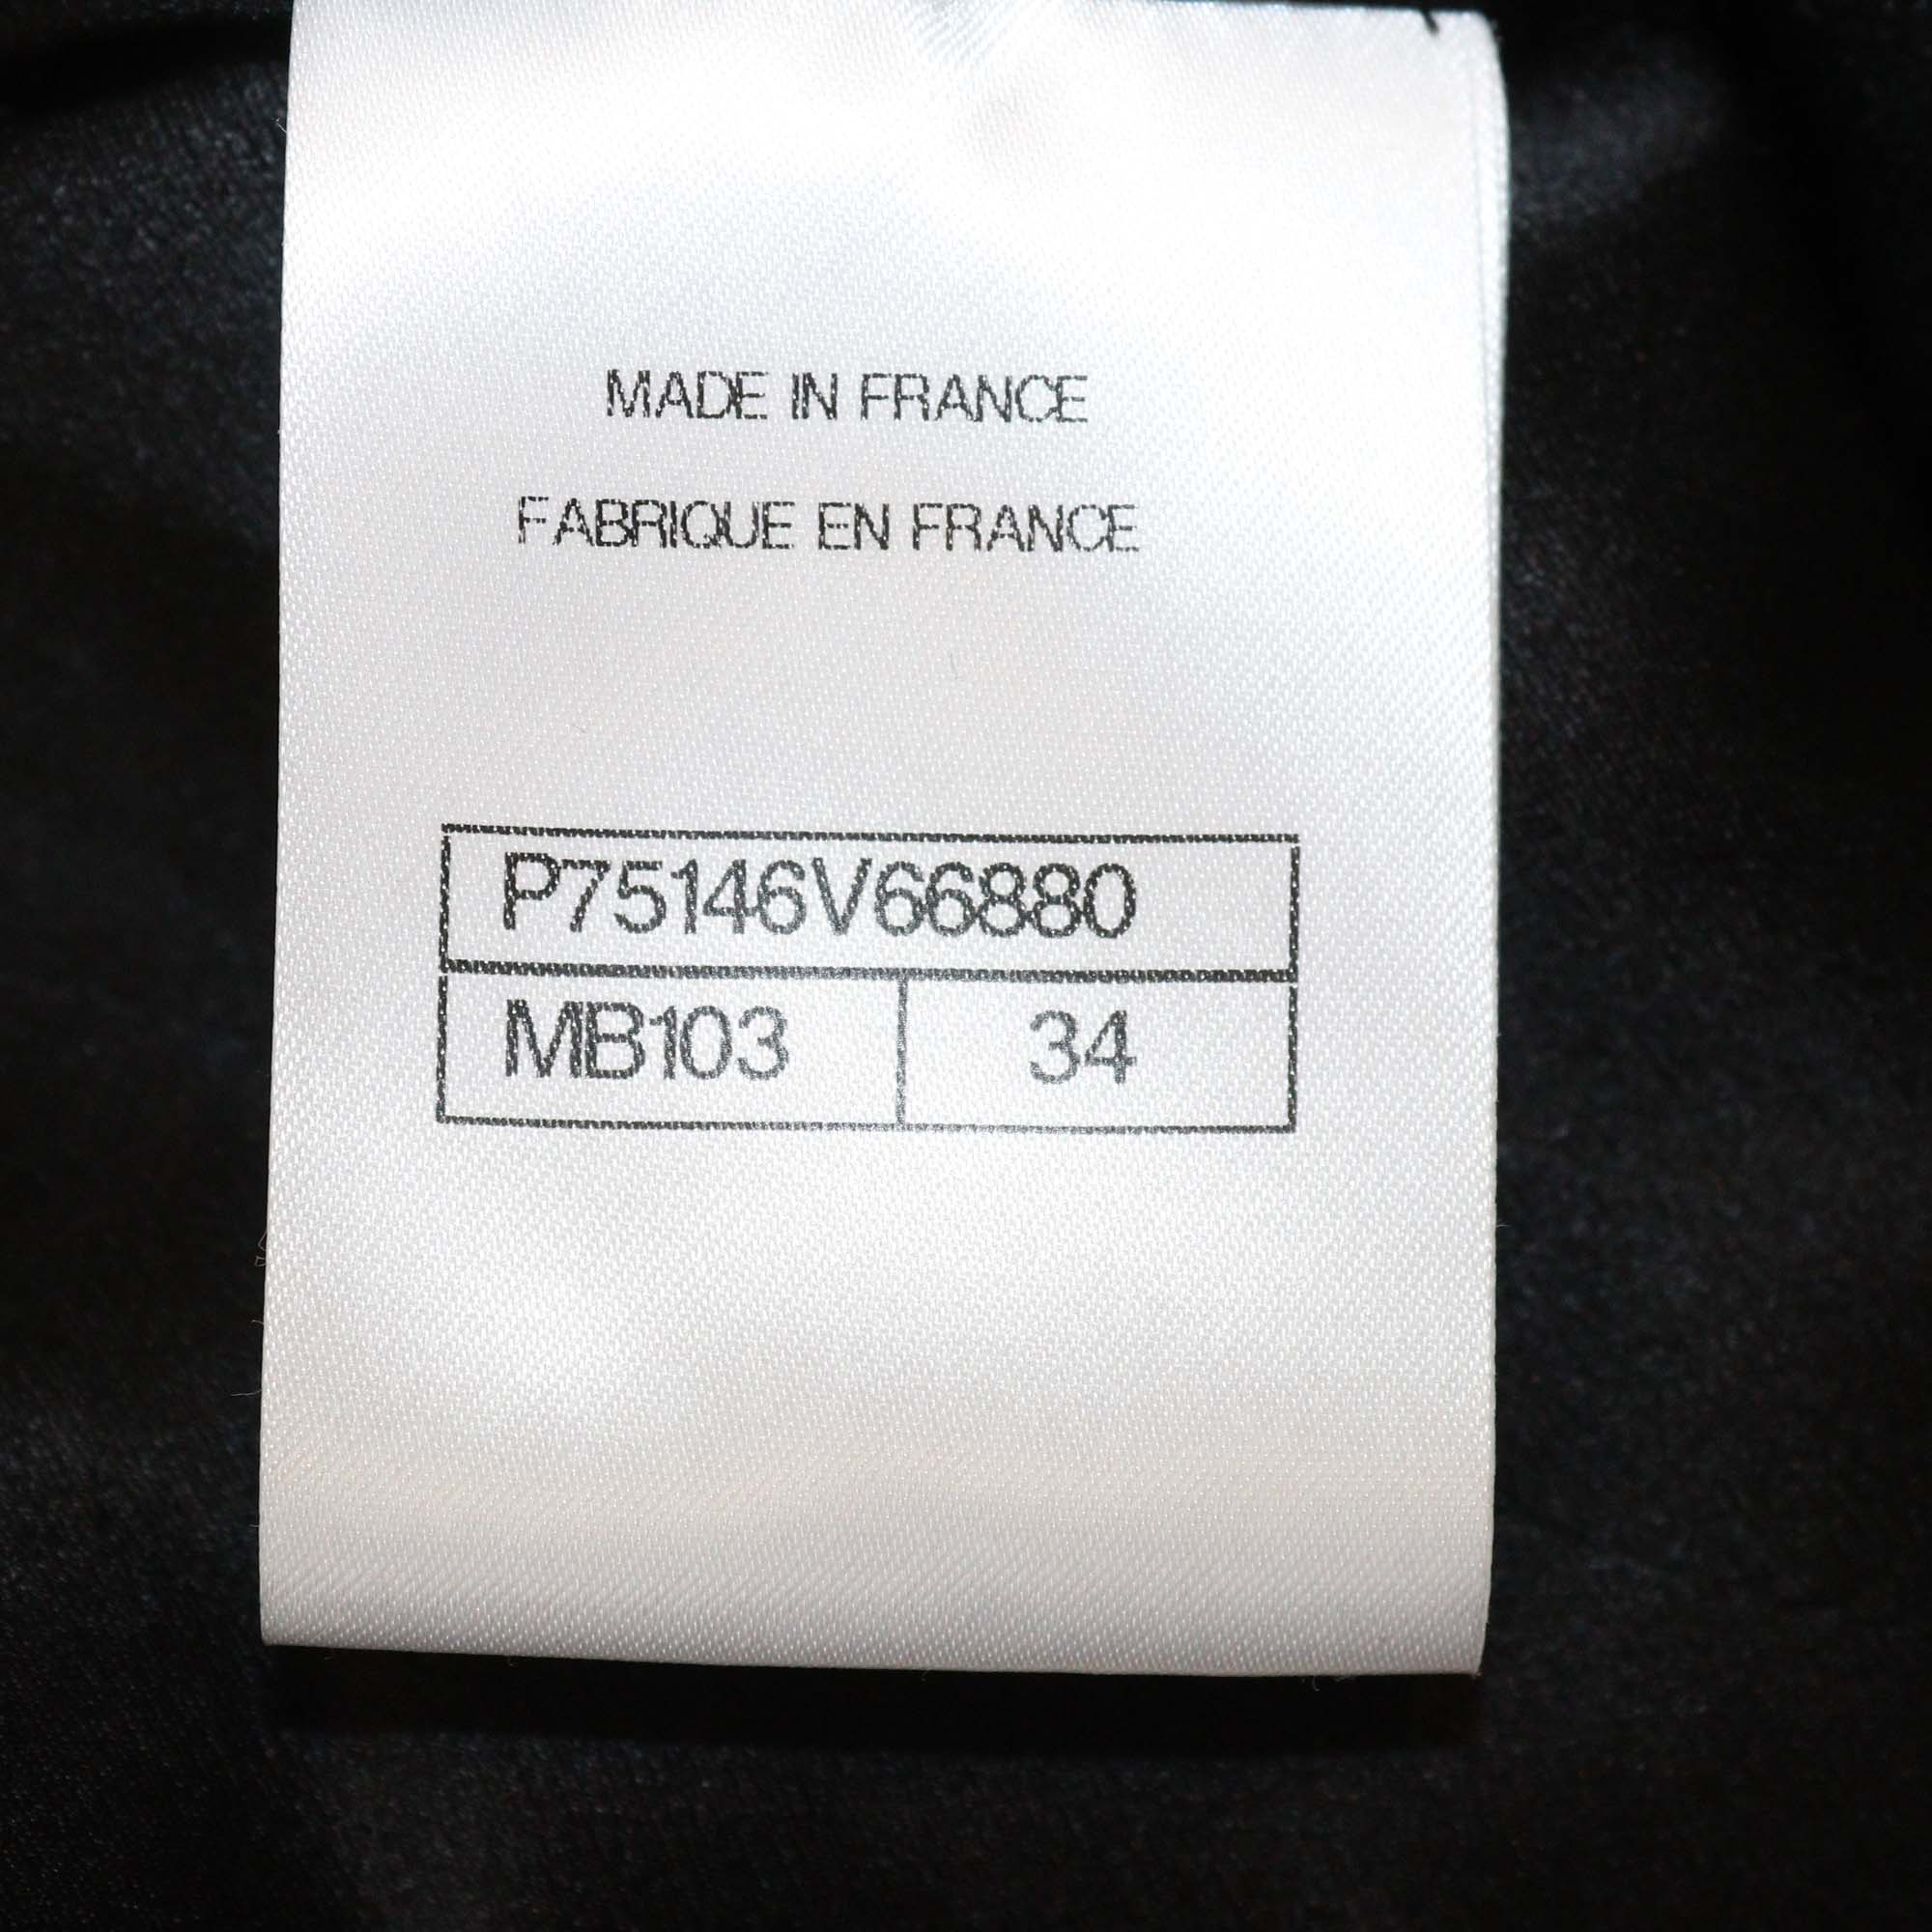 MADE IN FRANCE
FABRIQUE EN FRANCE
P75146V66880
MB103 34